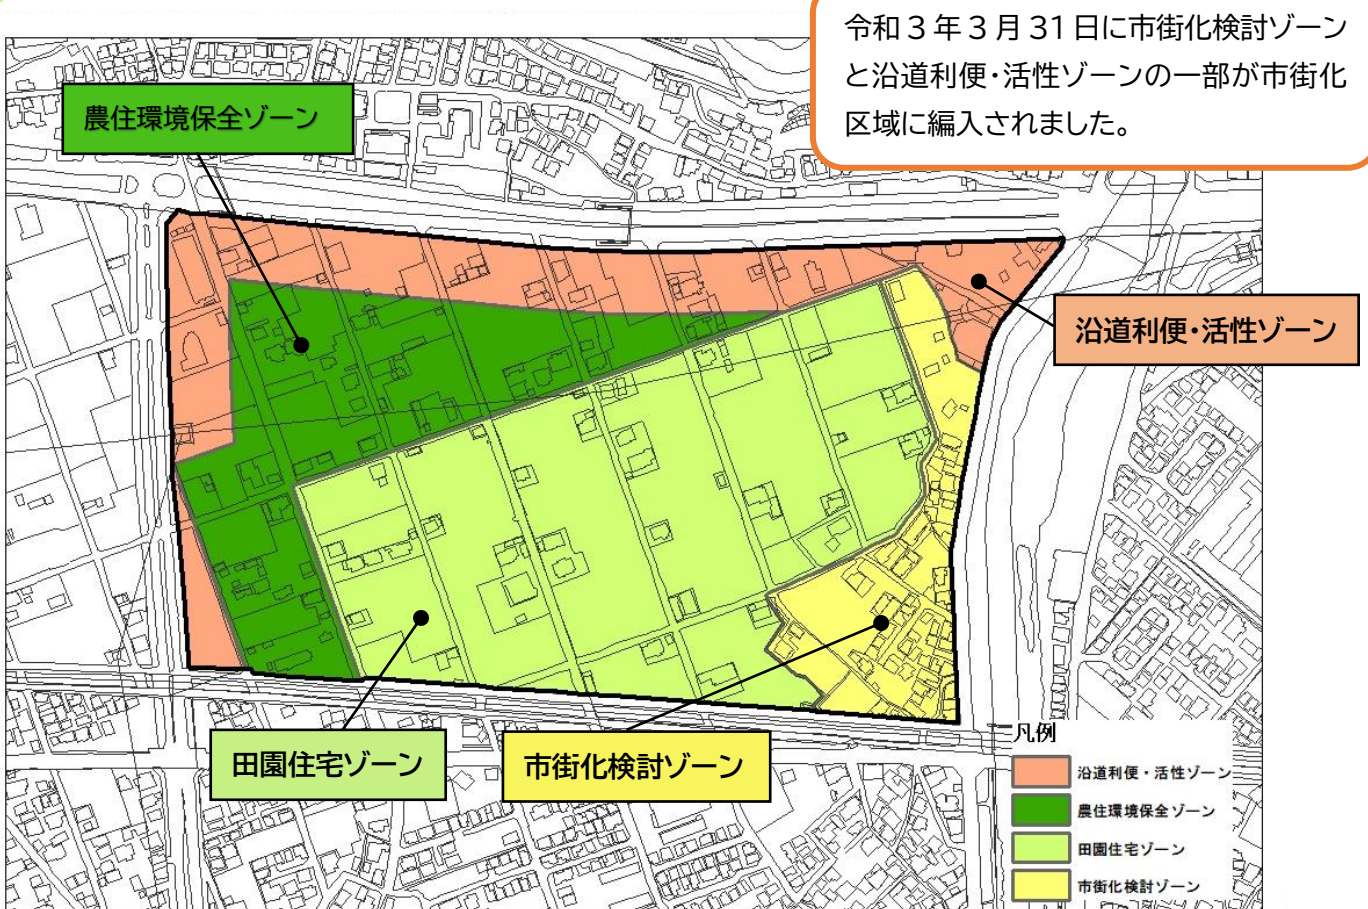 令和3年3月31日に市街化検討ゾーン
と沿道利便・活性ゾーンの一部が市街化
区域に編入されました。
農住環境保全ゾーン
沿道利便・活性ゾーン
田園住宅ゾーン
市街化検討ゾーン
凡例
沿道利便・活性ゾーン
農住環境保全ゾーン
田園住宅ゾーン
市街化検討ゾーン